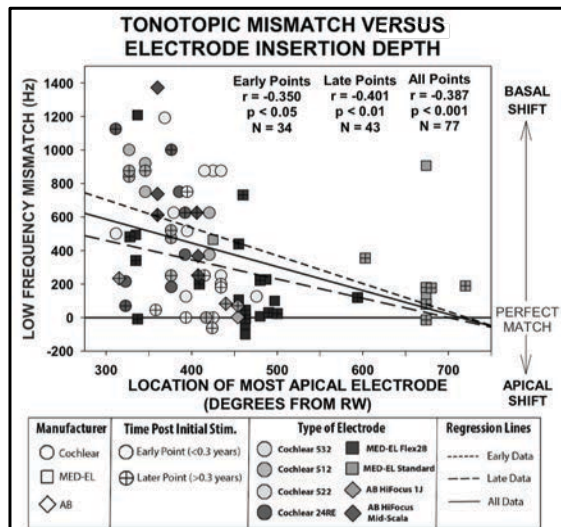 TONOTOPIC MISMATCH VERSUS
ELECTRODE INSERTION DEPTH
Early Points Late Points All Points
r = -0.350 r = -0.401 r = -0.387
p < 0.05 p < 0.01 p < 0.001
N = 34 N = 43 N = 77
BASAL
SHIFT
LOW FREQUENCY MISMATCH (Hz)
1400
1200
1000
800
600
400
200
0
-200
PERFECT
MATCH
300 400 500 600 700
LOCATION OF MOST APICAL ELECTRODE
(DEGREES FROM RW)
APICAL
SHIFT
Manufacturer
Cochlear
MED-EL
AB
Time Post Initial Stim.
Early Point (<0.3 years)
Later Point (>0.3 years)
Type of Electrode
Cochlear 532
Cochlear 512
Cochlear 522
Cochlear 24RE
MED-EL Flex28
MED-EL Standard
AB HiFocus 1J
AB HiFocus
Mid-Scala
Regression
Lines
Early Data
Late Data
All Data